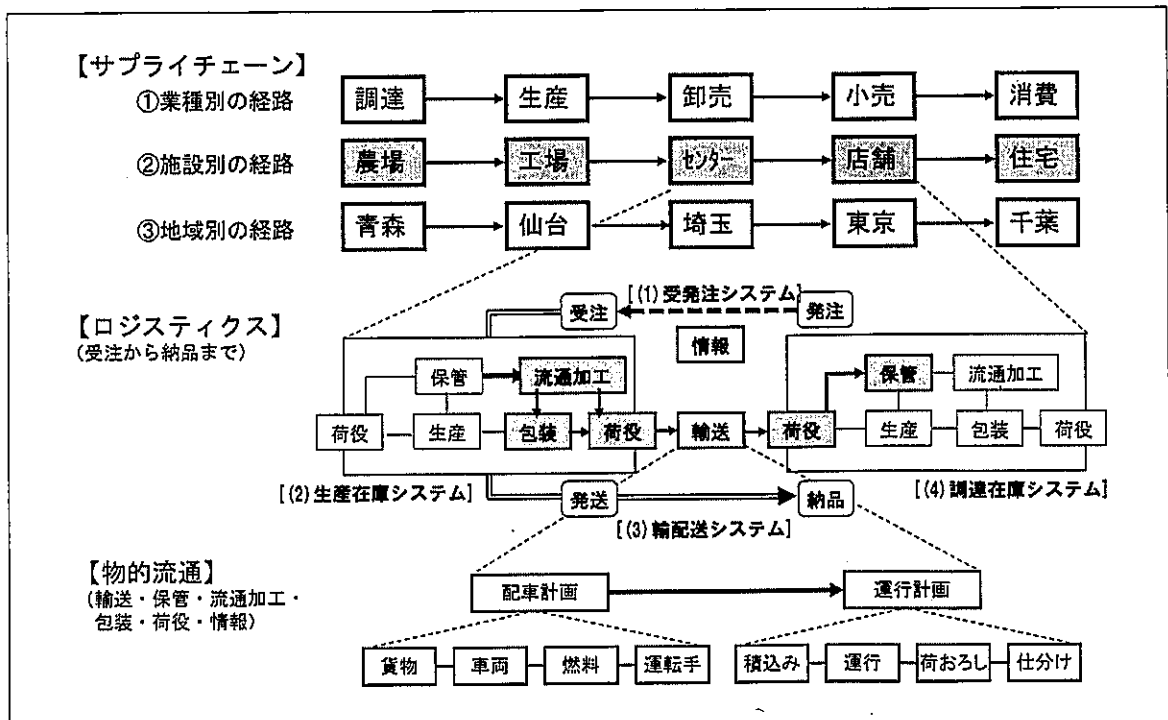 【サプライチェーン】
①業種別の経路 調達 生産 卸売 小売 消費
②施設別の経路 農場 工場 センター 店舗 住宅
③地域別の経路 青森 仙台 埼玉 東京 千葉
[(1)受発注システム]
受注 発注
【ロジスティクス】
(受注から納品まで)
情報
保管 流通加工 保管 流通加工
荷役 生産 包装 荷役 輸送 荷役 生産 包装 荷役
[(2)生産在庫システム] 発送 納品 [(4)調達在庫システム]
[(3)輸配送システム]
【物的流通】
(輸送・保管・流通加工・
包装・荷役・情報)
配車計画 運行計画
貨物 車両 燃料 運転手 積込み 運行 荷おろし 仕分け